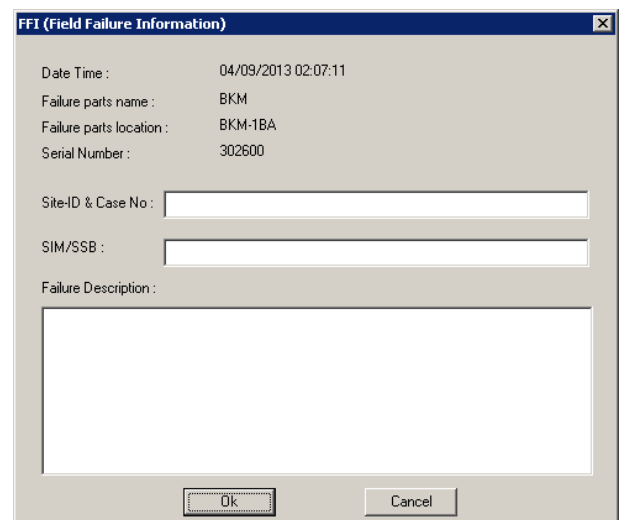 FFI (Field Failure Information)
Date Time : 04/09/2013 02:07:11
Failure parts name : BKM
Failure parts location : BKM-1BA
Serial Number : 302600
Site-ID & Case No :
SIM/SSB :
Failure Description :
Ok Cancel